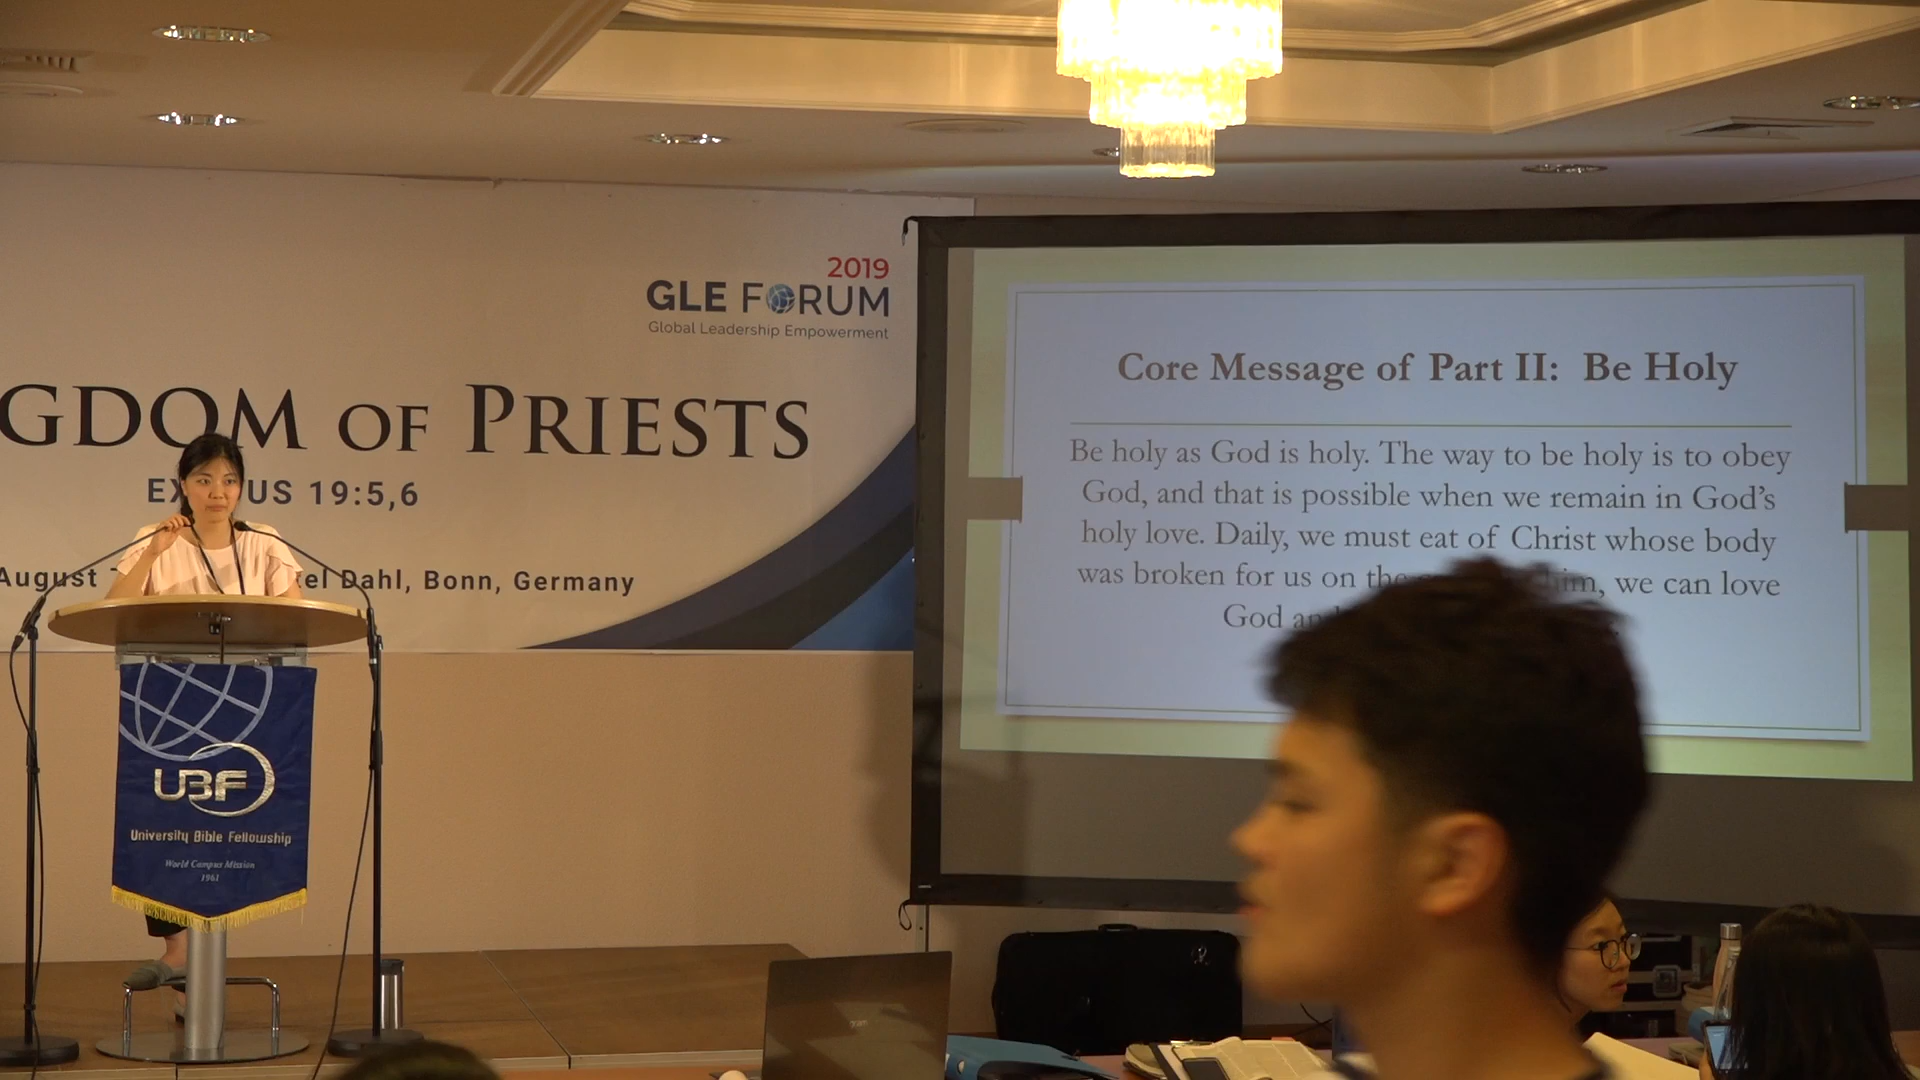 2019
GLE FORUM
Global Leadership Empowerment
GDOM OF PRIESTS
EX US 19:5,6
August el Dahl, Bonn, Germany
UBF
University Bible Fellowship
World Campus Mission
1961
Core Message of Part II: Be Holy
Be holy as God is holy. The way to be holy is to obey
God, and that is possible when we remain in God's
holy love. Daily, we must eat of Christ whose body
was broken for us on the him, we can love
God and